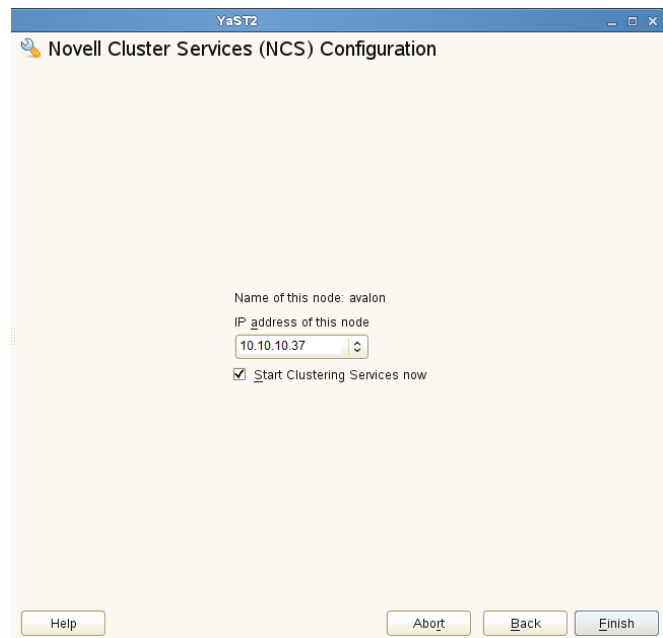 YaST2
Novell Cluster Services (NCS) Configuration
Name of this node: avalon
IP address of this node
10.10.10.37
Start Clustering Services now
Help Abort Back Finish